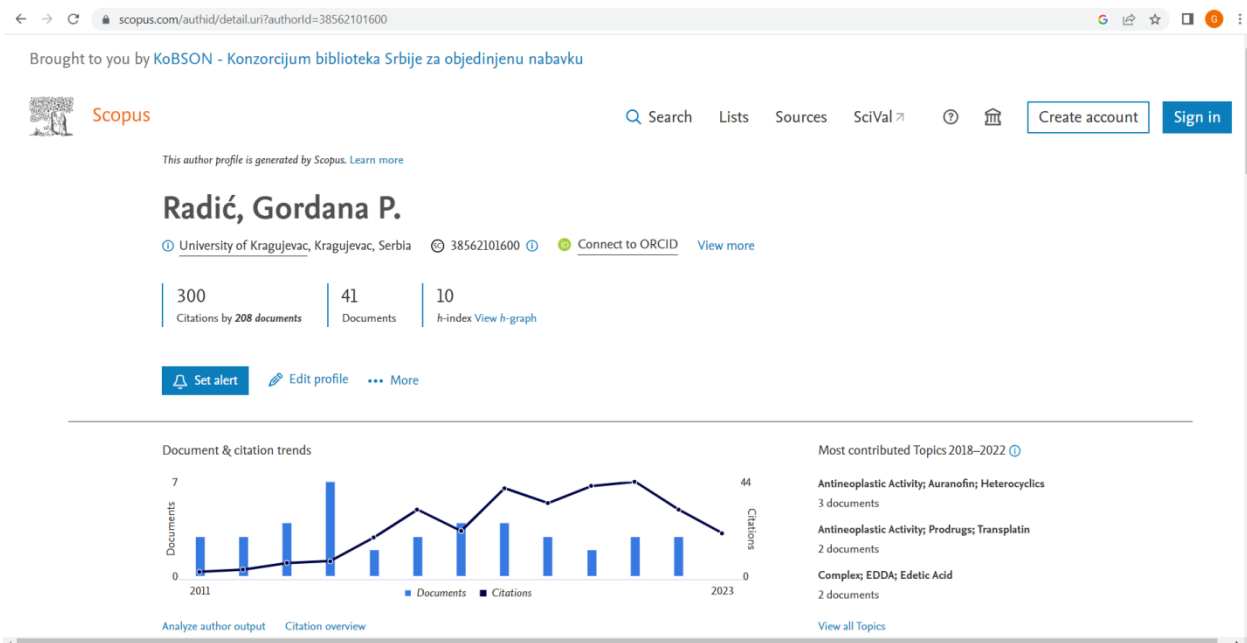 scopus.com/authid/detail.uri?authorId=38562101600
G
Brought to you by KoBSON - Konzorcijum biblioteka Srbije za objedinjenu nabavku
Scopus
Search Lists Sources SciVal Create account Sign in
This author profile is generated by Scopus. Learn more
Radić, Gordana P.
University of Kragujevac, Kragujevac, Serbia SC 38562101600 iD Connect to ORCID View more
300 41 10
Citations by 208 documents Documents h-index View h-graph
Set alert Edit profile More
Document & citation trends
7 44
Documents Citations
0 0
2011 2023
Documents Citations
Analyze author output Citation overview
Most contributed Topics 2018–2022
Antineoplastic Activity; Auranofin; Heterocyclics
3 documents
Antineoplastic Activity; Prodrugs; Transplatin
2 documents
Complex; EDDA; Edetic Acid
2 documents
View all Topics